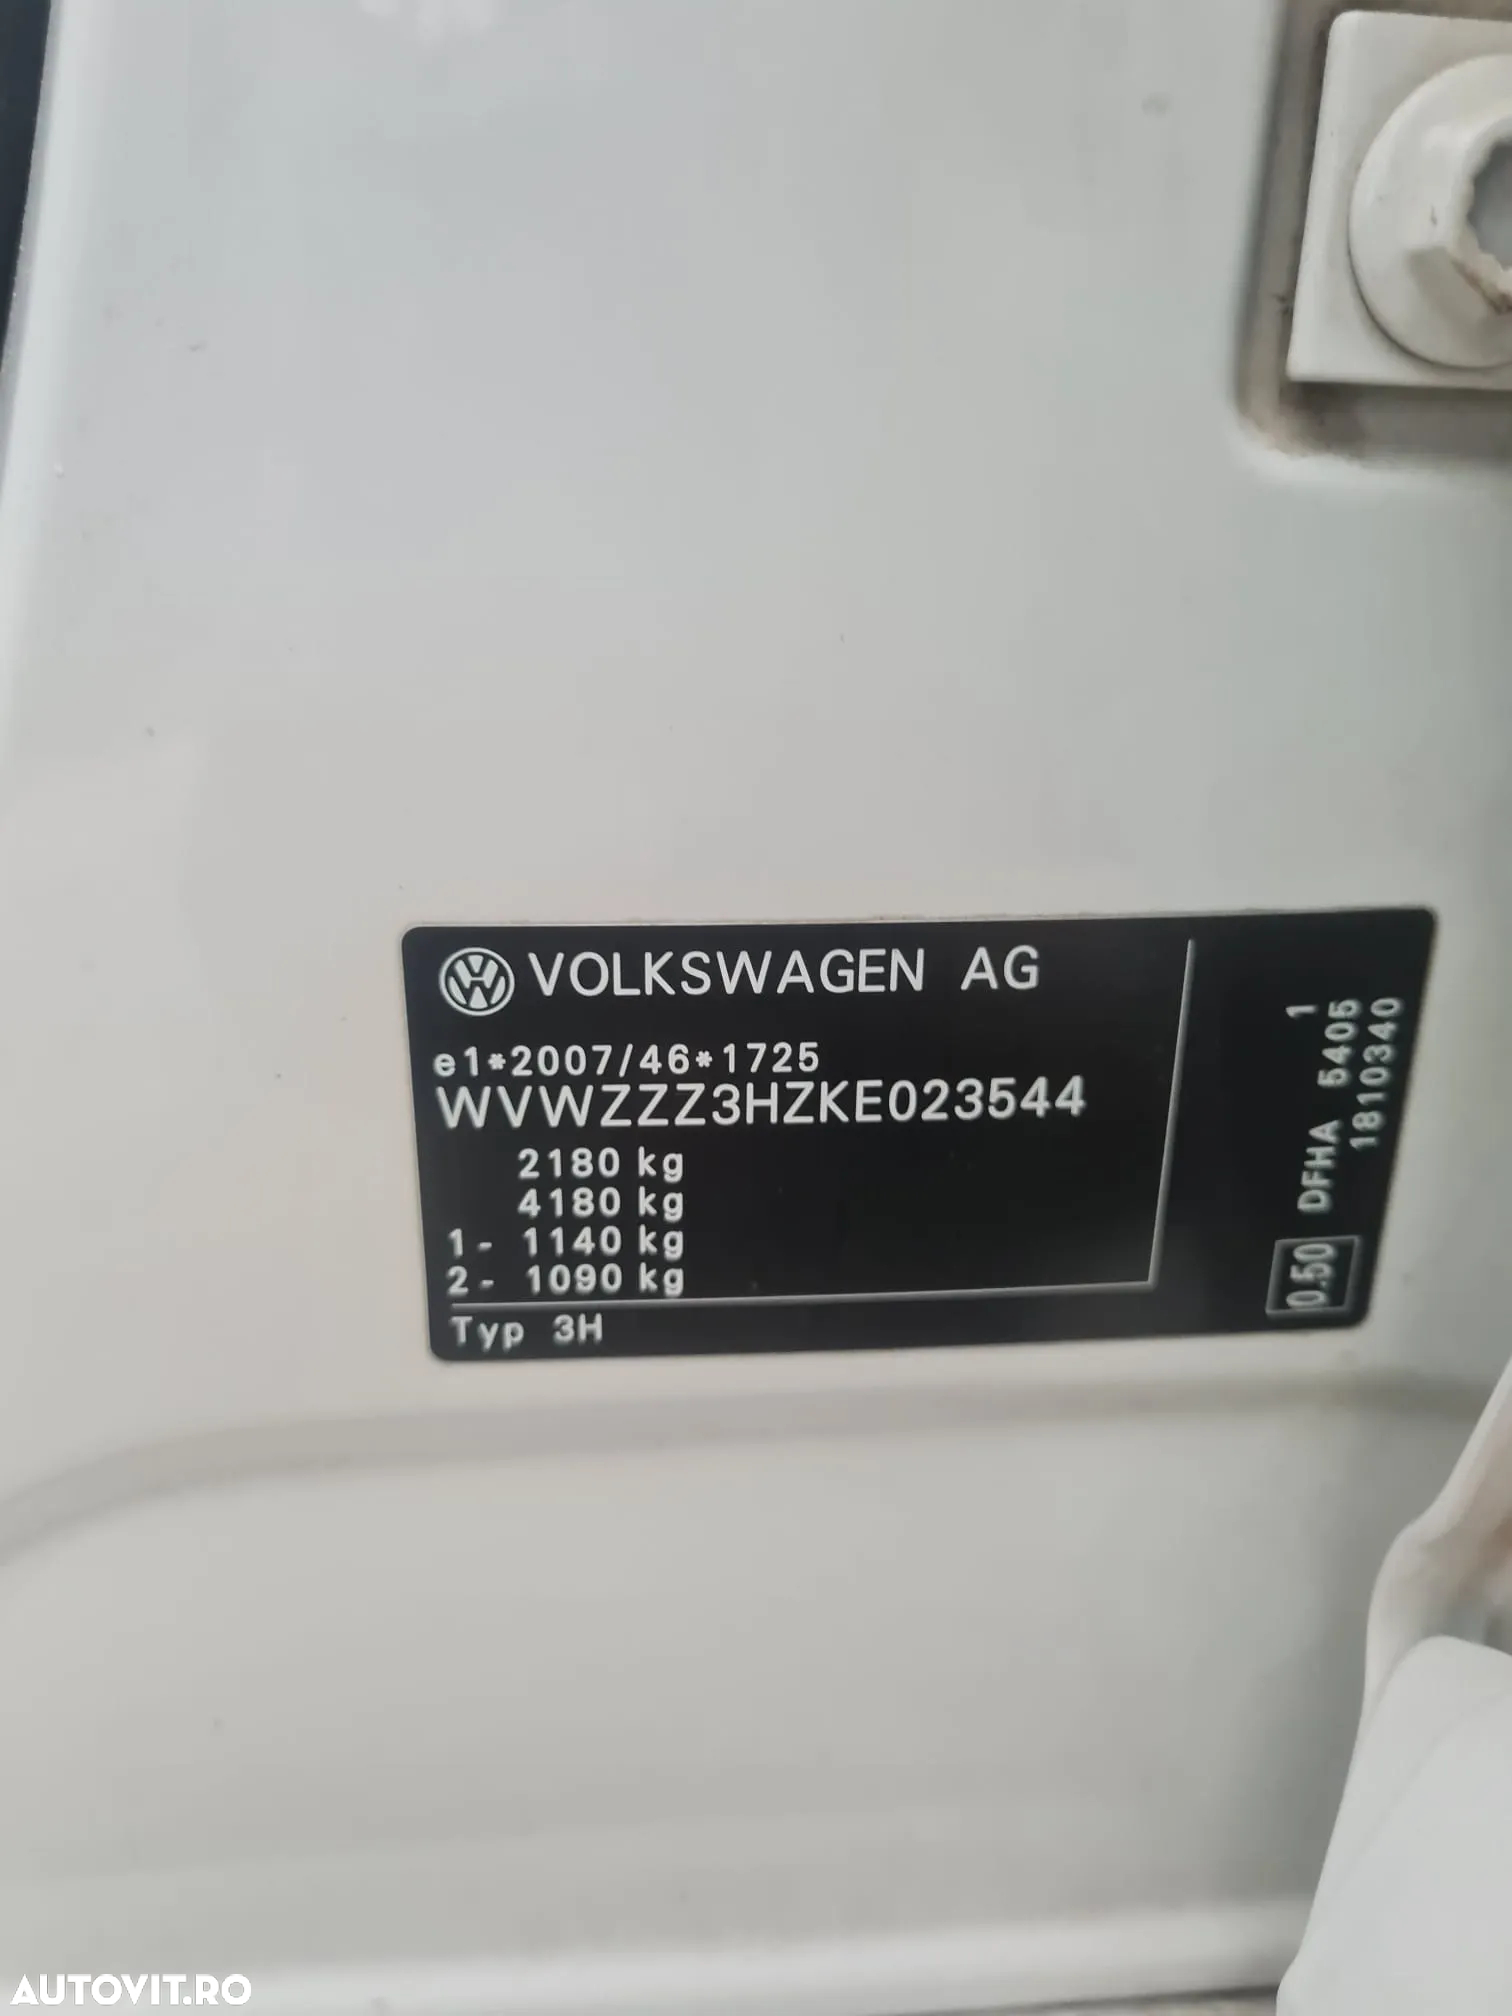 VOLKSWAGEN AG
e1*2007/46*1725
WVWZZZ3HZKE023544
2180 kg
4180 kg
1- 1140 kg
2- 1090 kg
Typ 3H
0.50 DFHA 5405 1
1810340
AUTOVIT.RO